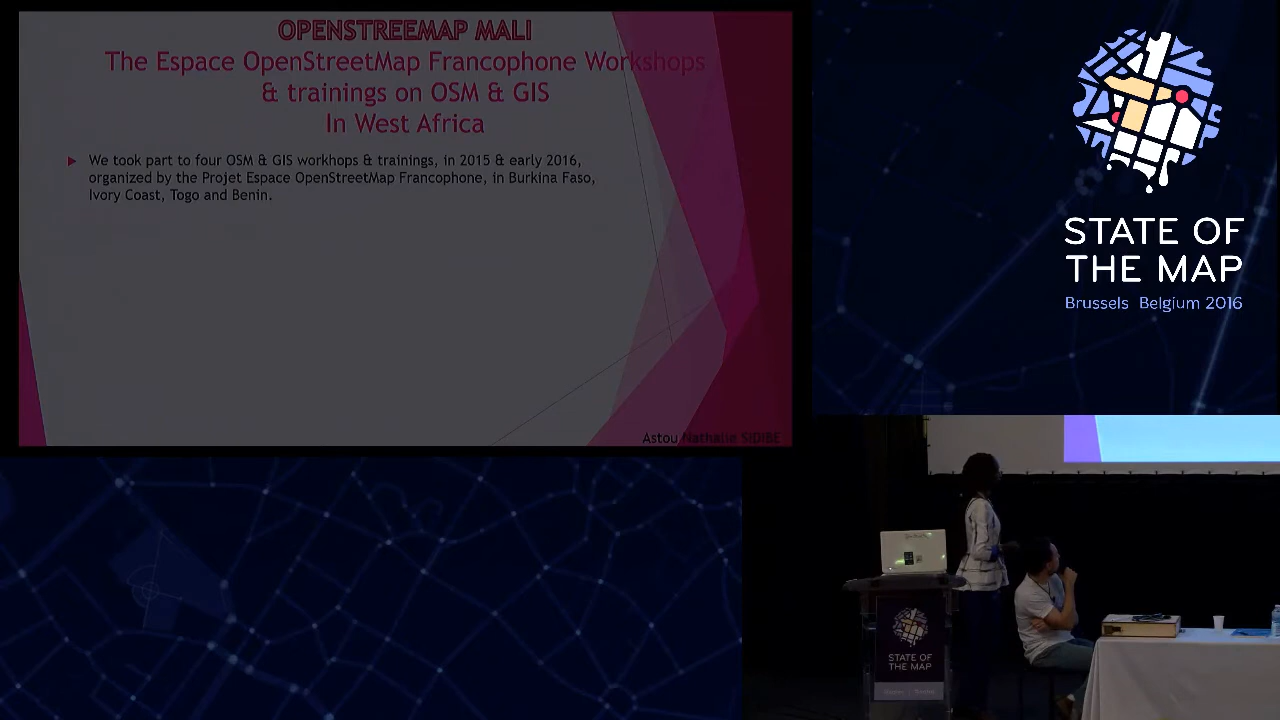 OPENSTREEMAP MALI
The Espace OpenStreetMap Francophone Workshops
& trainings on OSM & GIS
In West Africa
We took part to four OSM & GIS workhops & trainings, in 2015 & early 2016,
organized by the Projet Espace OpenStreetMap Francophone, in Burkina Faso,
Ivory Coast, Togo and Benin.
Astou Nathalie SIDIBE
STATE OF
THE MAP
Brussels Belgium 2016
STATE OF
THE MAP